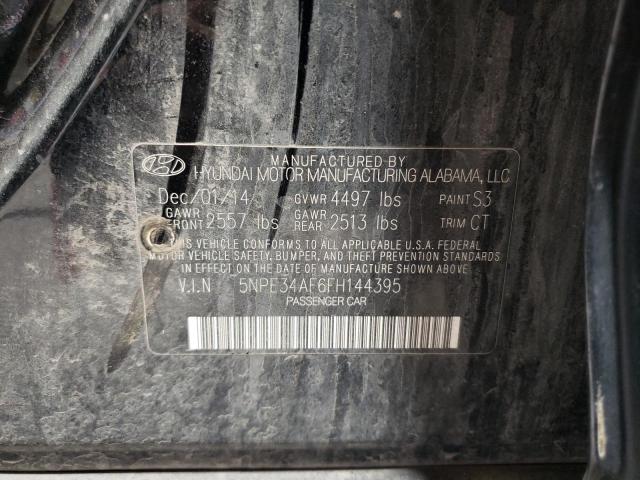 MANUFACTURED BY
HYUNDAI MOTOR MANUFACTURING ALABAMA, LLC
Dec/01/14 GVWR 4497 lbs PAINT S3
GAWR FRONT 2557 lbs GAWR REAR 2513 lbs TRIM CT
THIS VEHICLE CONFORMS TO ALL APPLICABLE U.S.A. FEDERAL
MOTOR VEHICLE SAFETY, BUMPER, AND THEFT PREVENTION STANDARDS
IN EFFECT ON THE DATE OF MANUFACTURE SHOWN ABOVE.
V.I.N 5NPE34AF6FH144395
PASSENGER CAR